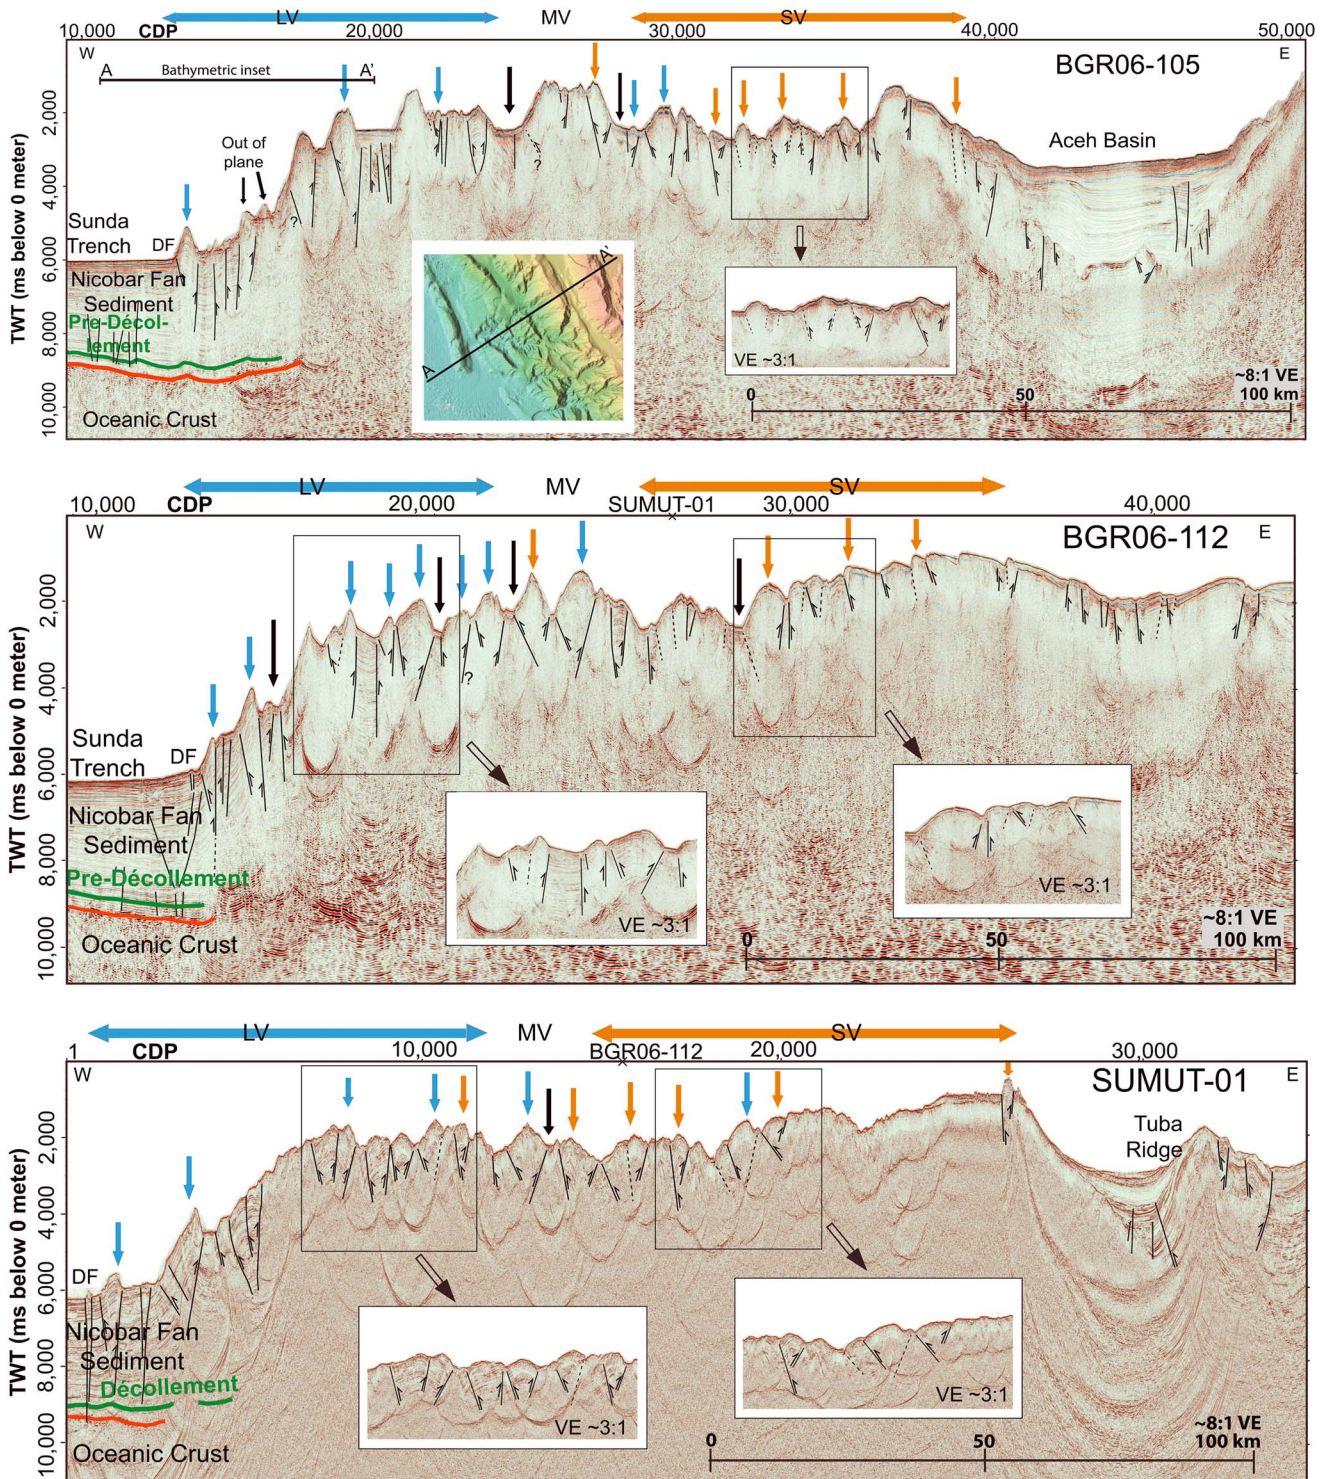 LV MV SV
10,000 CDP 20,000 30,000 40,000 50,000
W E
BGR06-105
A Bathymetric inset A'
2,000
4,000
6,000
8,000
10,000
TWT (ms below 0 meter)
Out of
plane
Aceh Basin
?
?
Sunda
Trench
DF
Nicobar Fan
Sediment
Pre-Décol-
lement
Oceanic Crust
A'
A
VE ~3:1
~8:1 VE
0 50 100 km
LV MV SV
10,000 CDP 20,000 SUMUT-01 30,000 40,000
W E
BGR06-112
2,000
4,000
6,000
8,000
10,000
TWT (ms below 0 meter)
?
Sunda
Trench
DF
Nicobar Fan
Sediment
Pre-Décollement
Oceanic Crust
VE ~3:1
VE ~3:1
~8:1 VE
0 50 100 km
LV MV SV
1 CDP 10,000 BGR06-112 20,000 30,000
W E
SUMUT-01
2,000
4,000
6,000
8,000
10,000
TWT (ms below 0 meter)
Tuba
Ridge
DF
Nicobar Fan
Sediment
Décollement
Oceanic Crust
VE ~3:1
VE ~3:1
~8:1 VE
0 50 100 km